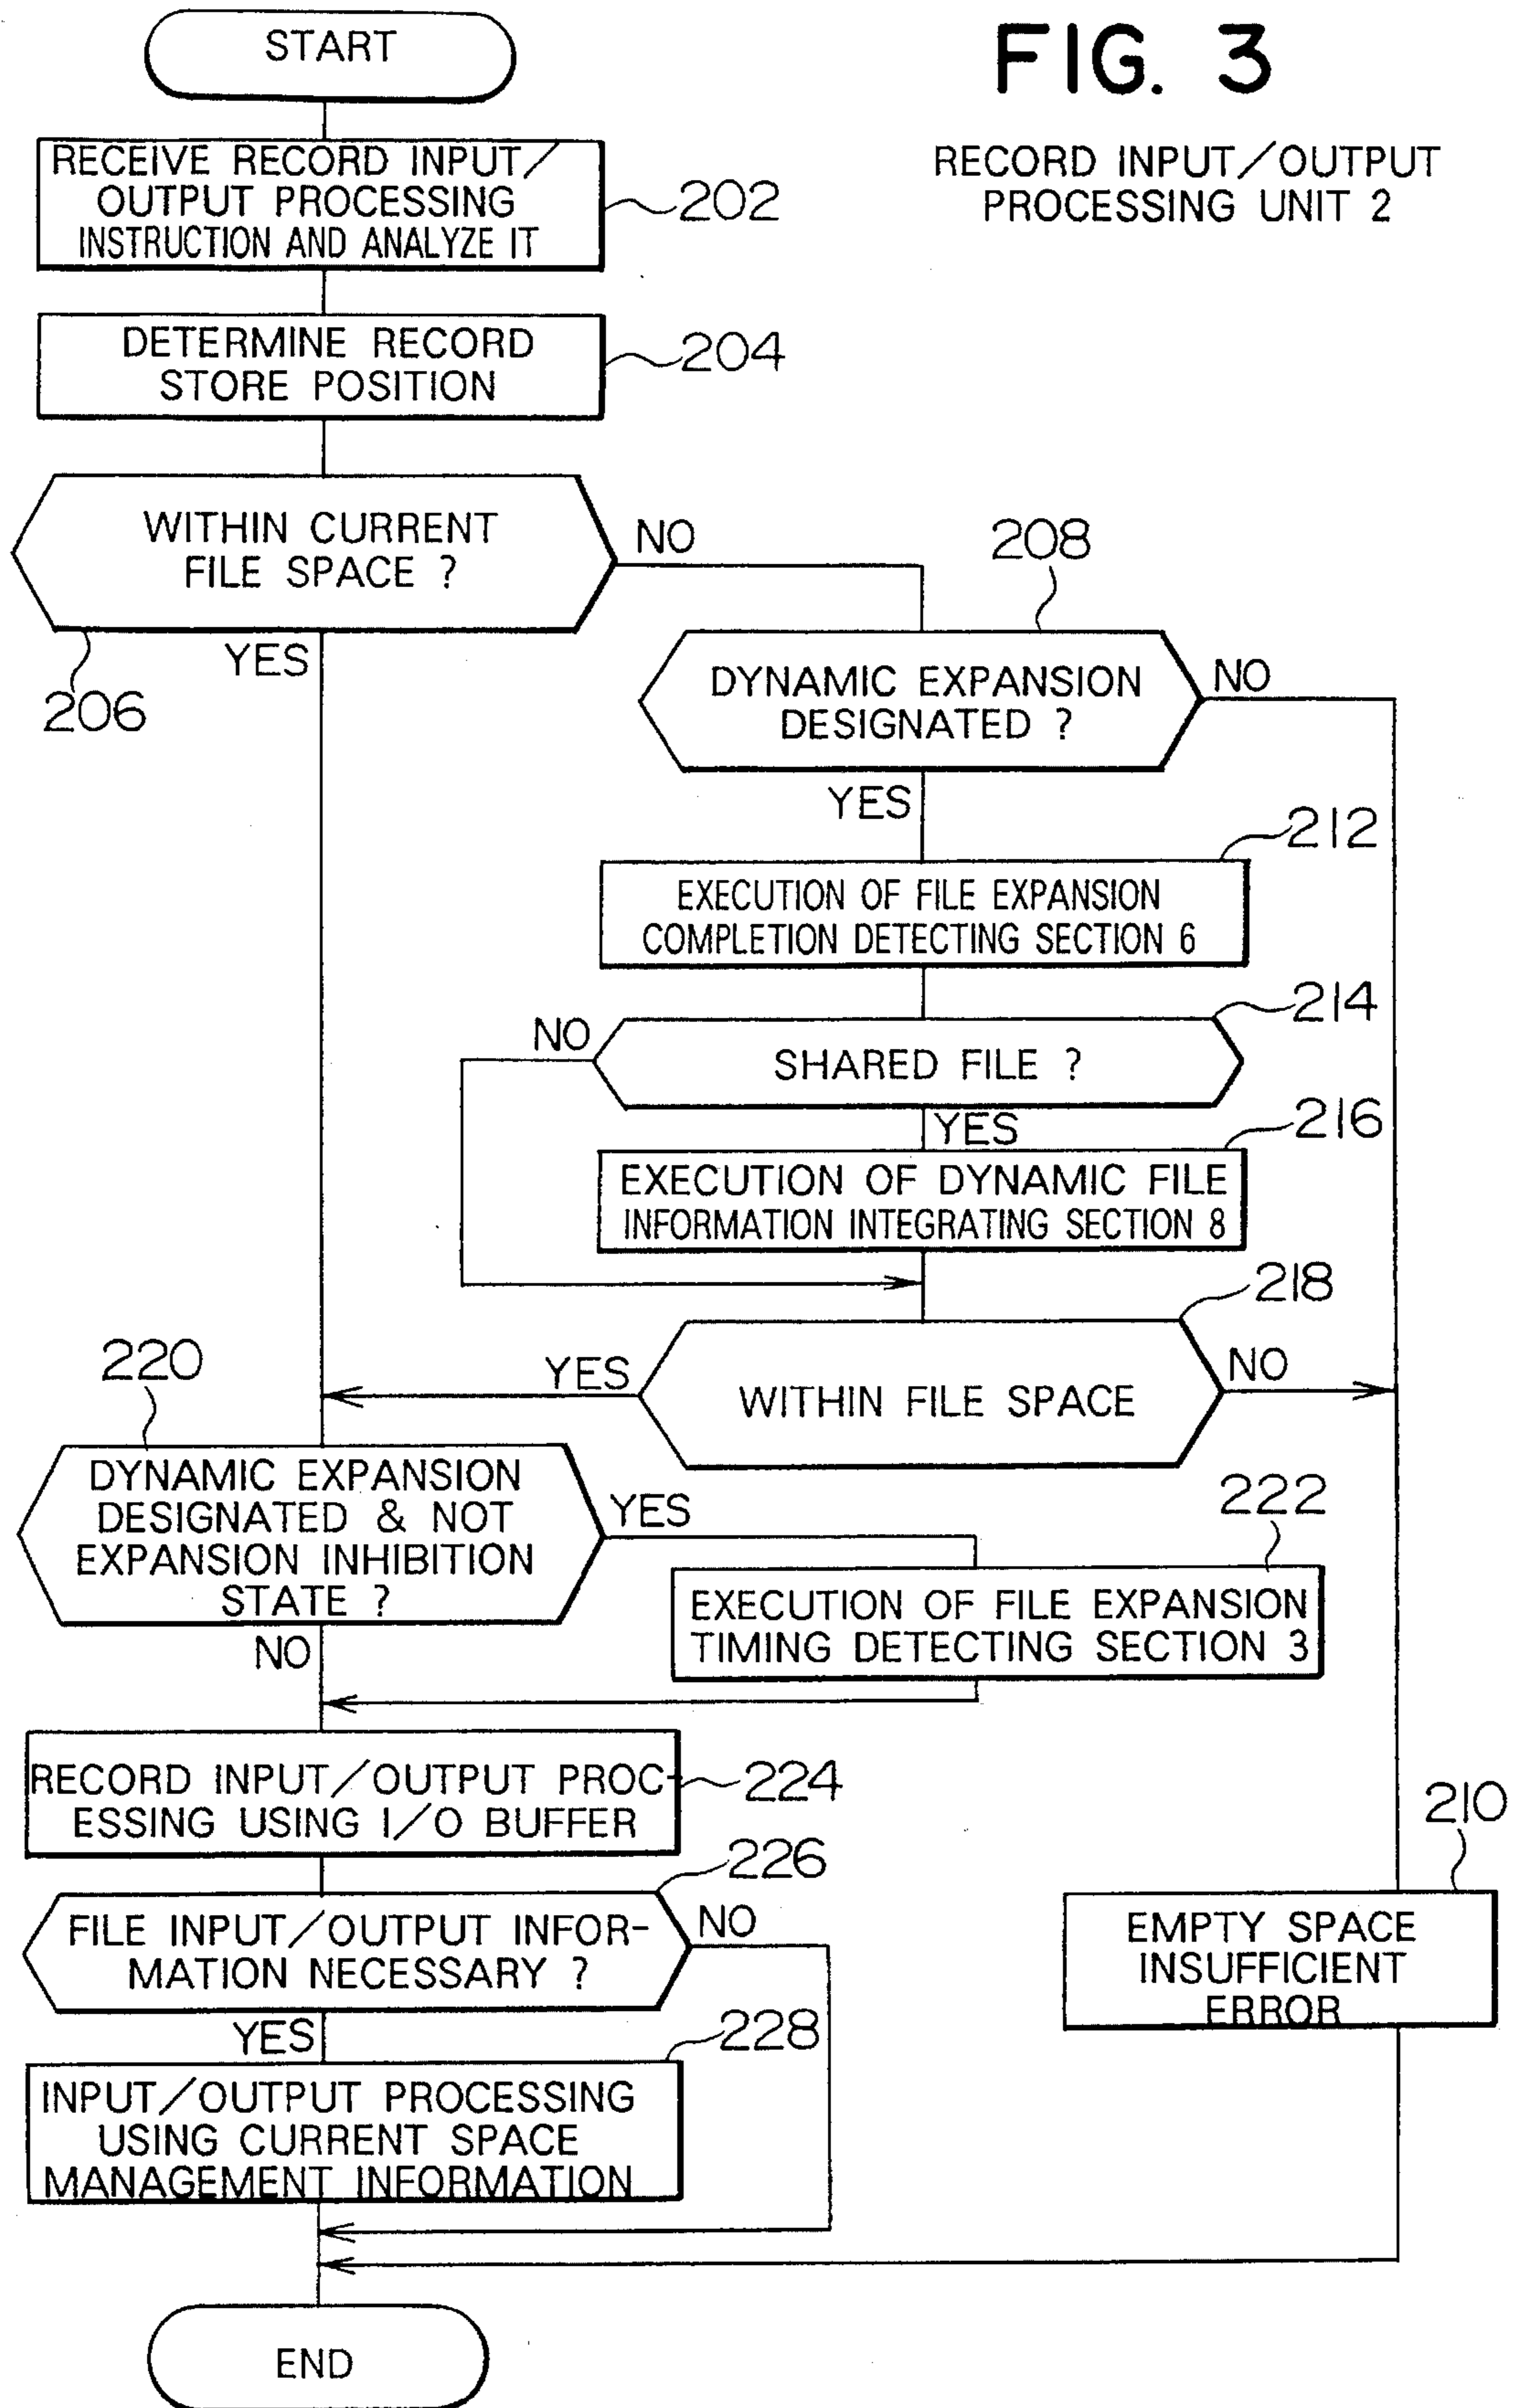 START
FIG. 3
RECORD INPUT/OUTPUT
PROCESSING UNIT 2
RECEIVE RECORD INPUT/
OUTPUT PROCESSING
INSTRUCTION AND ANALYZE IT
202
DETERMINE RECORD
STORE POSITION
204
WITHIN CURRENT
FILE SPACE ?
NO
YES
206
208
DYNAMIC EXPANSION
DESIGNATED ?
NO
YES
212
EXECUTION OF FILE EXPANSION
COMPLETION DETECTING SECTION 6
214
NO
SHARED FILE ?
YES
216
EXECUTION OF DYNAMIC FILE
INFORMATION INTEGRATING SECTION 8
218
YES
WITHIN FILE SPACE
NO
220
DYNAMIC EXPANSION
DESIGNATED & NOT
EXPANSION INHIBITION
STATE ?
YES
NO
222
EXECUTION OF FILE EXPANSION
TIMING DETECTING SECTION 3
RECORD INPUT/OUTPUT PROC-
ESSING USING I/O BUFFER
224
226
FILE INPUT/OUTPUT INFOR-
MATION NECESSARY ?
NO
YES
210
EMPTY SPACE
INSUFFICIENT
ERROR
228
INPUT/OUTPUT PROCESSING
USING CURRENT SPACE
MANAGEMENT INFORMATION
END